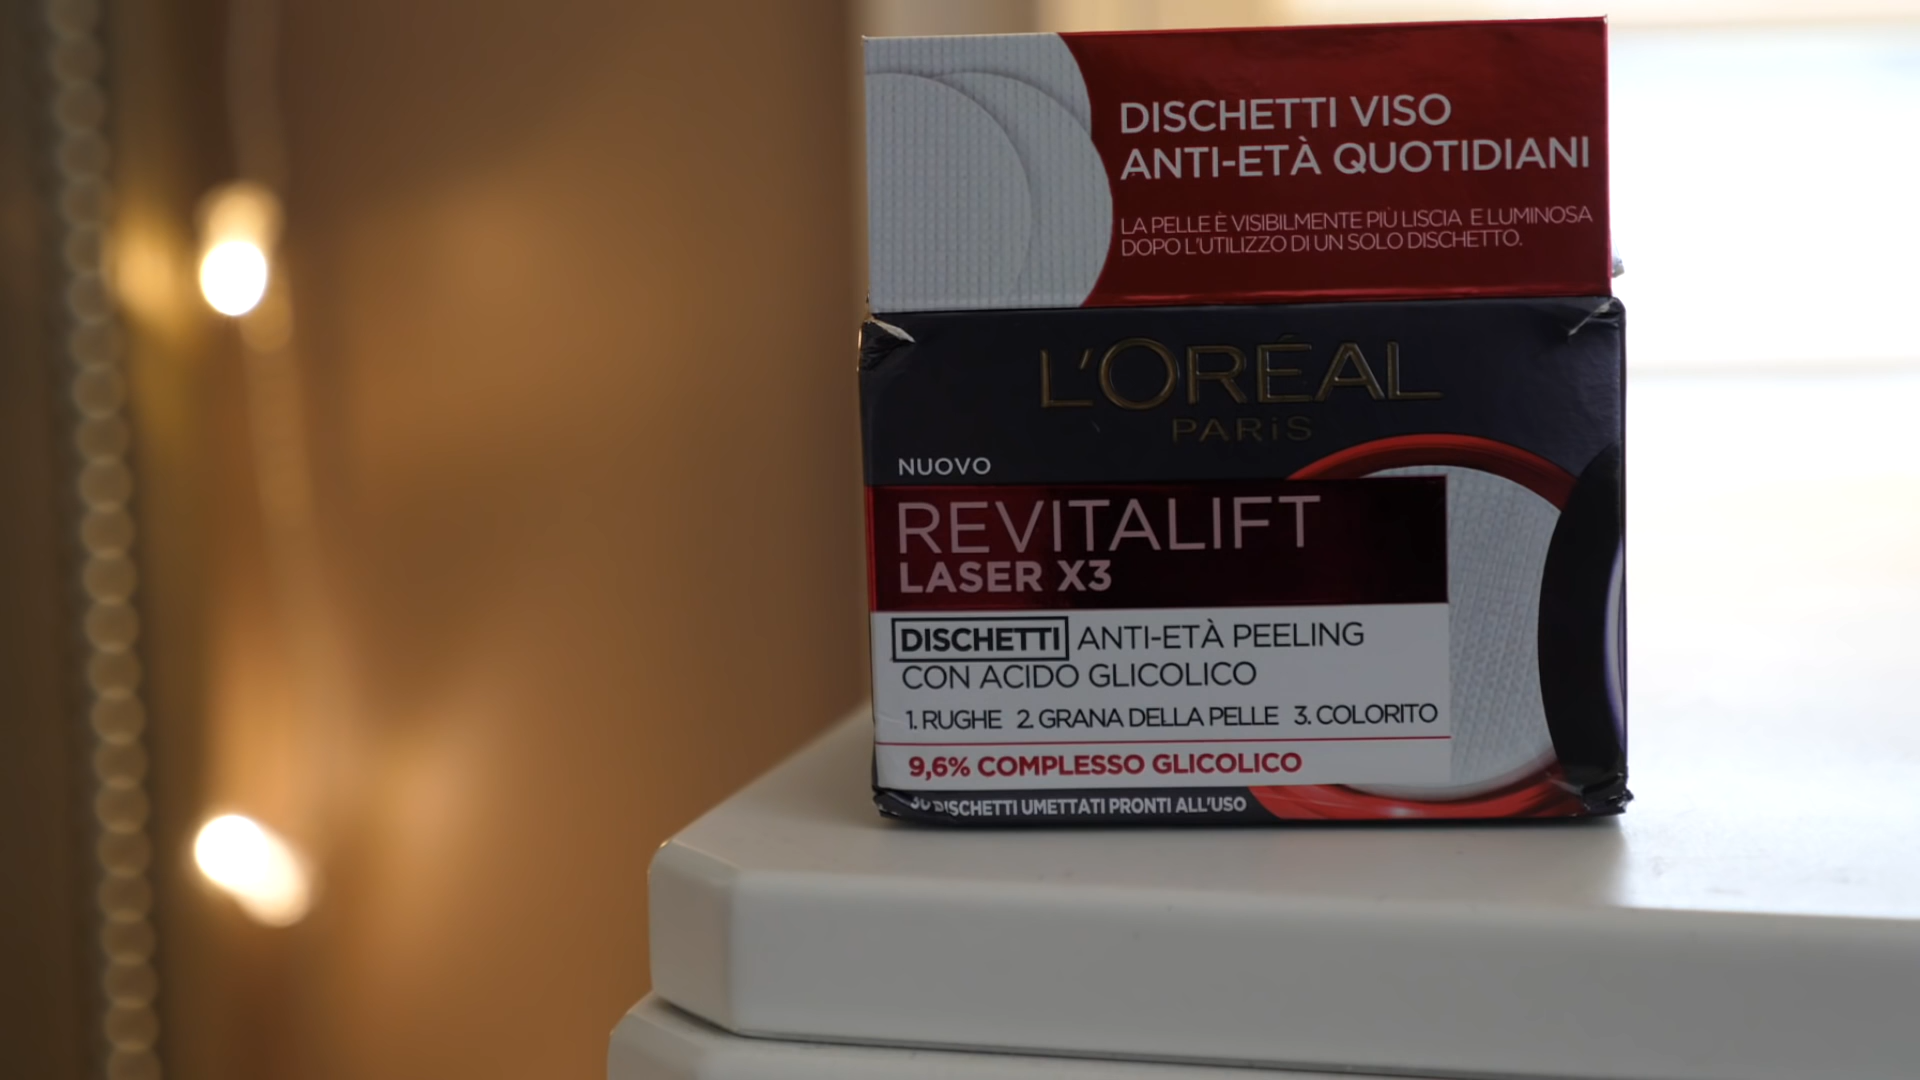 DISCHETTI VISO
ANTI-ETÀ QUOTIDIANI
LA PELLE È VISIBILMENTE PIÙ LISCIA E LUMINOSA
DOPO L'UTILIZZO DI UN SOLO DISCHETTO.
L'ORÉAL
PARiS
NUOVO
REVITALIFT
LASER X3
DISCHETTI ANTI-ETÀ PEELING
CON ACIDO GLICOLICO
1. RUGHE 2. GRANA DELLA PELLE 3. COLORITO
9,6% COMPLESSO GLICOLICO
DISCHETTI UMETTATI PRONTI ALL'USO